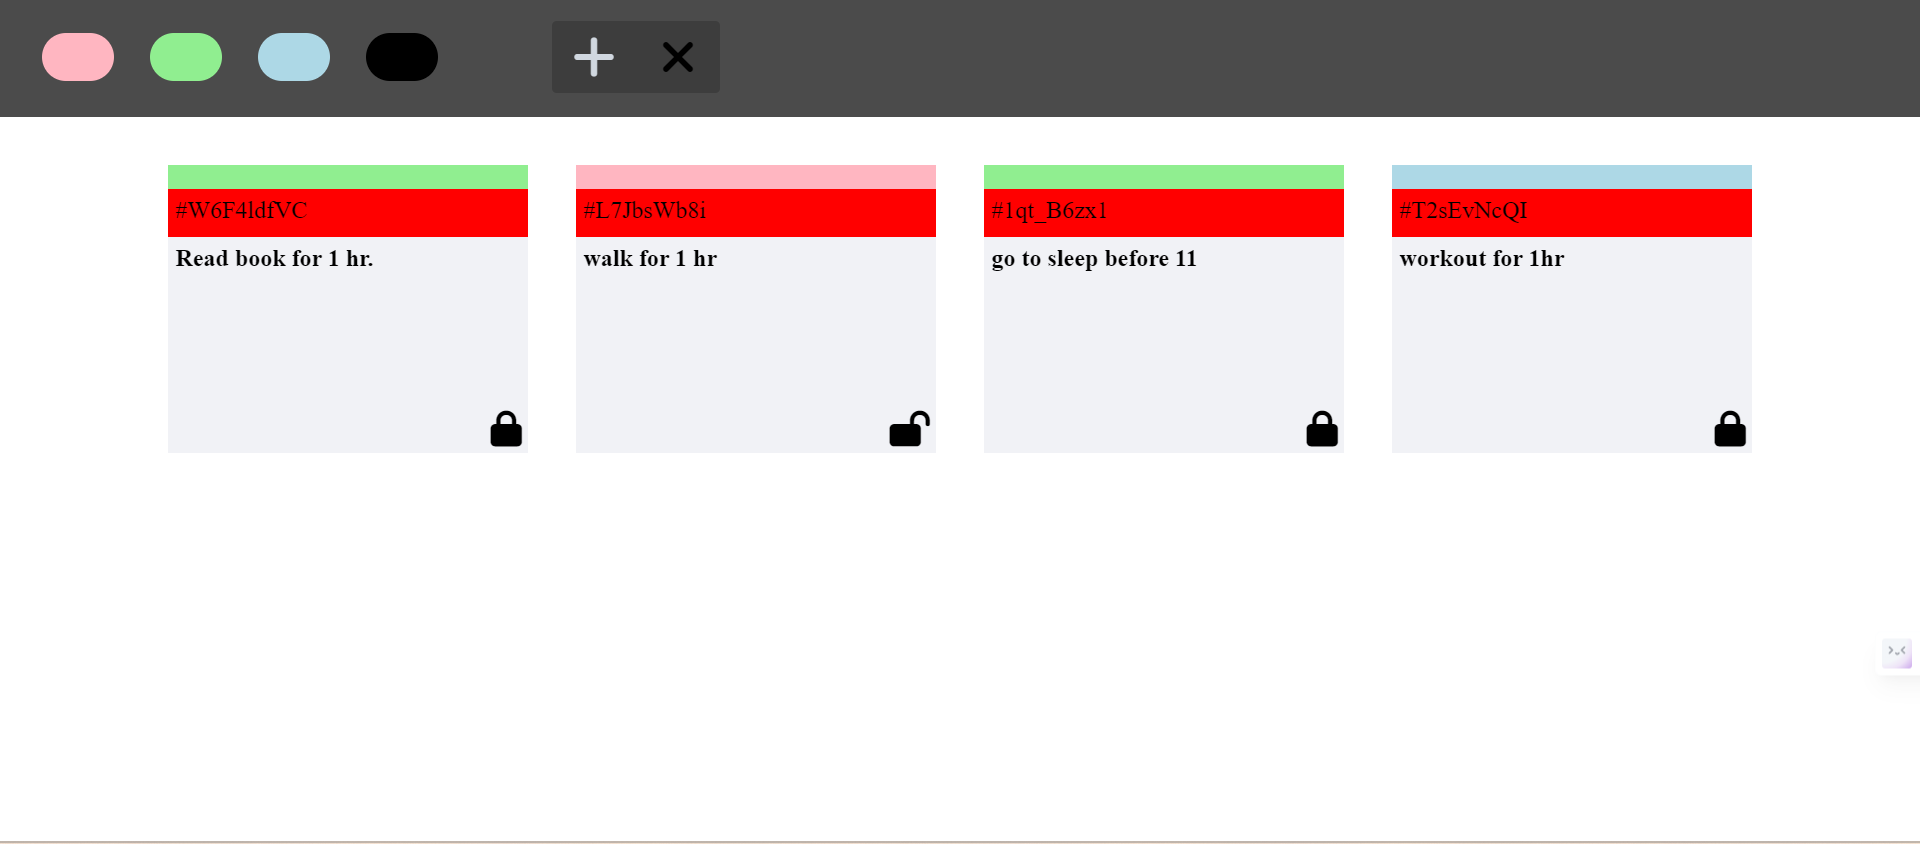 #W6F4ldfVC
Read book for 1 hr.
#L7JbsWb8i
walk for 1 hr
#1qt_B6zx1
go to sleep before 11
#T2sEvNcQI
workout for 1hr